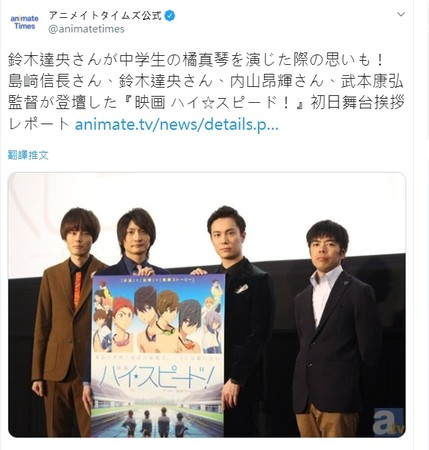 animate Times
アニメイトタイムズ公式
@animatetimes
鈴木達央さんが中学生の橘真琴を演じた際の思いも！
島﨑信長さん、鈴木達央さん、内山昂輝さん、武本康弘
監督が登壇した『映画 ハイ☆スピード！』初日舞台挨拶
レポート animate.tv/news/details.p...
翻譯推文
ハイ☆スピード!